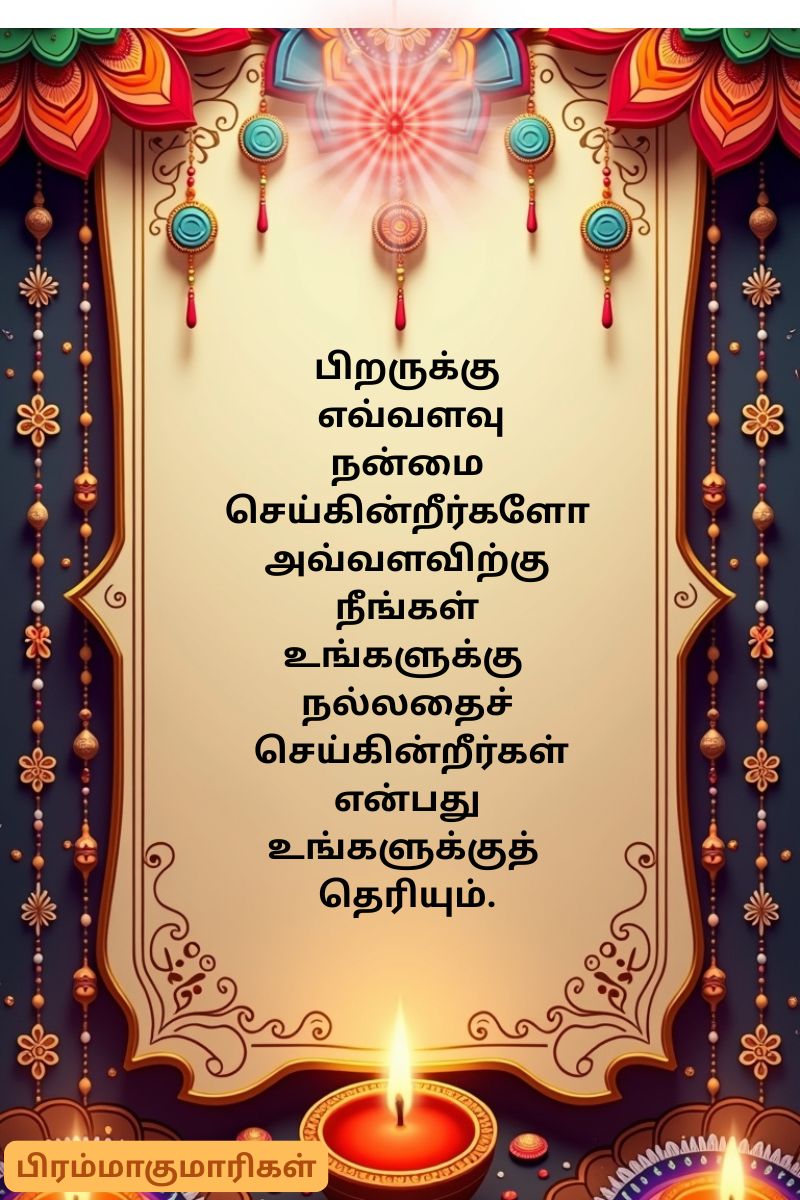 பிறருக்கு
எவ்வளவு
நன்மை
செய்கின்றீர்களோ
அவ்வளவிற்கு
நீங்கள்
உங்களுக்கு
நல்லதைச்
செய்கின்றீர்கள்
என்பது
உங்களுக்குத்
தெரியும்.
பிரம்மாகுமாரிகள்